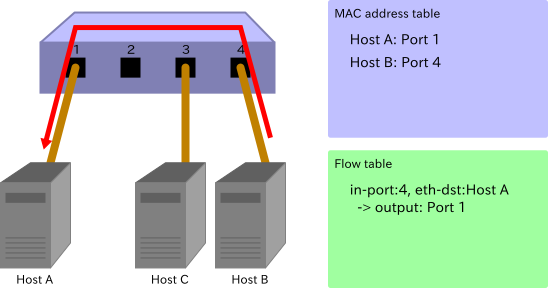 1
2
3
4
Host A
Host C
Host B
MAC address table
Host A: Port 1
Host B: Port 4
Flow table
in-port:4, eth-dst:Host A
-> output: Port 1